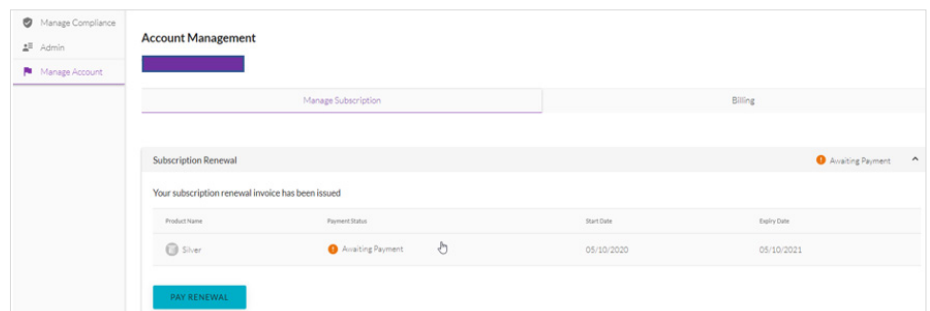 Manage Compliance
Admin
Manage Account
Account Management
Manage Subscription Billing
Subscription Renewal Awaiting Payment
Your subscription renewal invoice has been issued
Product Name Payment Status Start Date Expiry Date
Silver Awaiting Payment 05/10/2020 05/10/2021
PAY RENEWAL